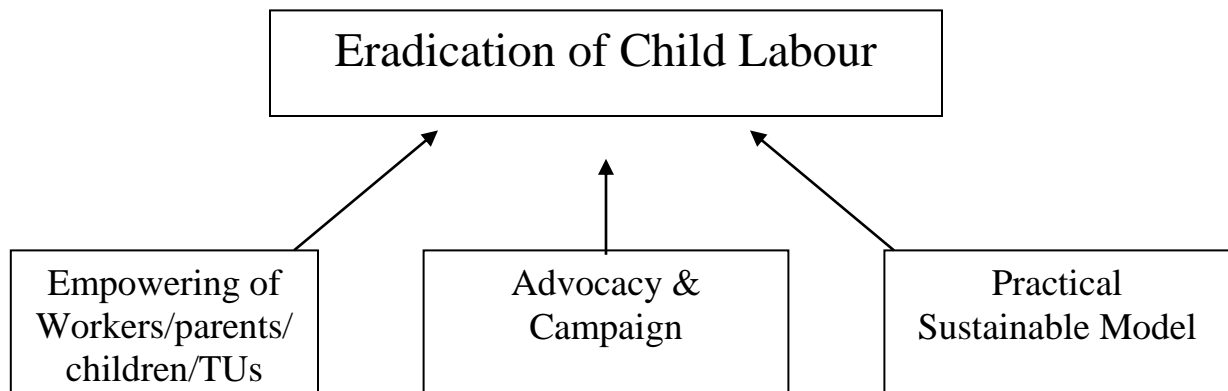 Eradication of Child Labour
Empowering of
Workers/parents/
children/TUs
Advocacy &
Campaign
Practical
Sustainable Model